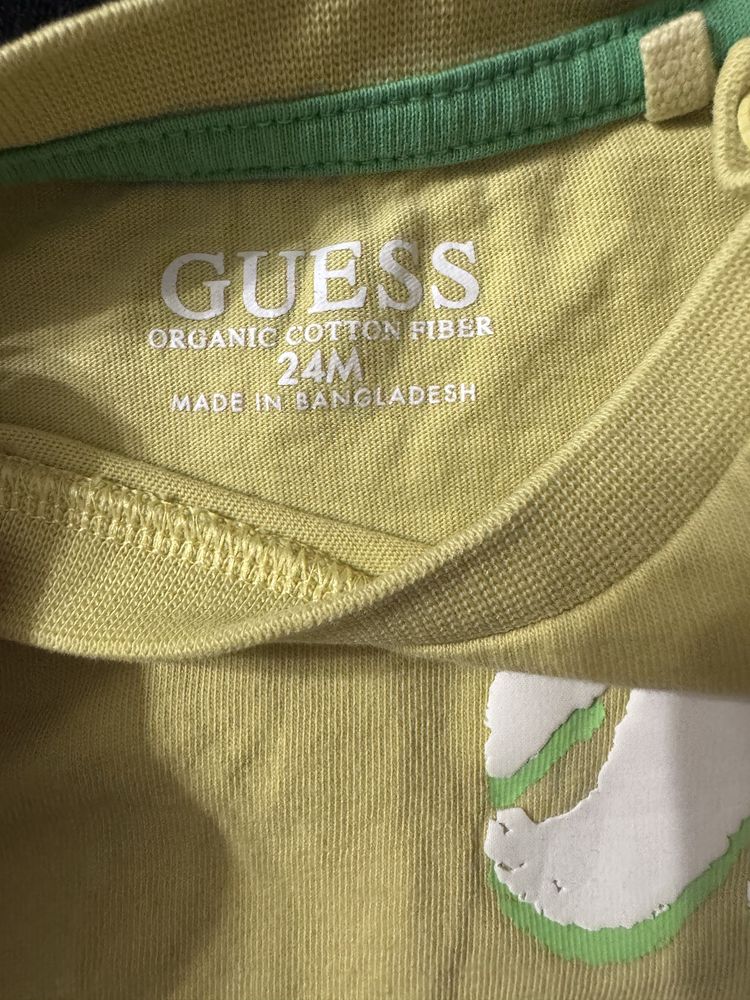 GUESS
ORGANIC COTTON FIBER
24M
MADE IN BANGLADESH